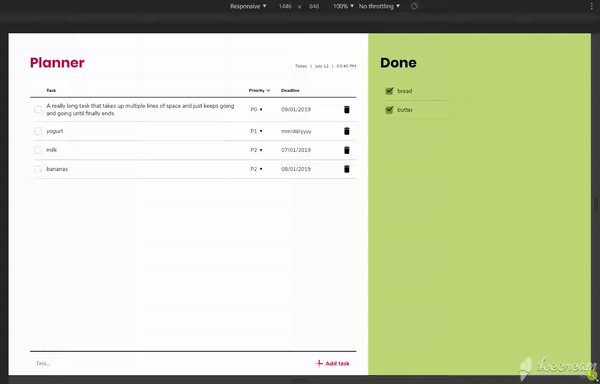 Responsive ▾ 1446 × 848 100% ▾ No throttling ▾
Planner
Today | July 12 | 03:40 PM
Task Priority Deadline
A really long task that takes up multiple lines of space and just keeps going
and going until finally ends.
P0 09/01/2019
yogurt P1 mm/dd/yyyy
milk P2 07/01/2019
bananas P2 08/01/2019
Task...
Add task
Done
bread
butter
Icecream